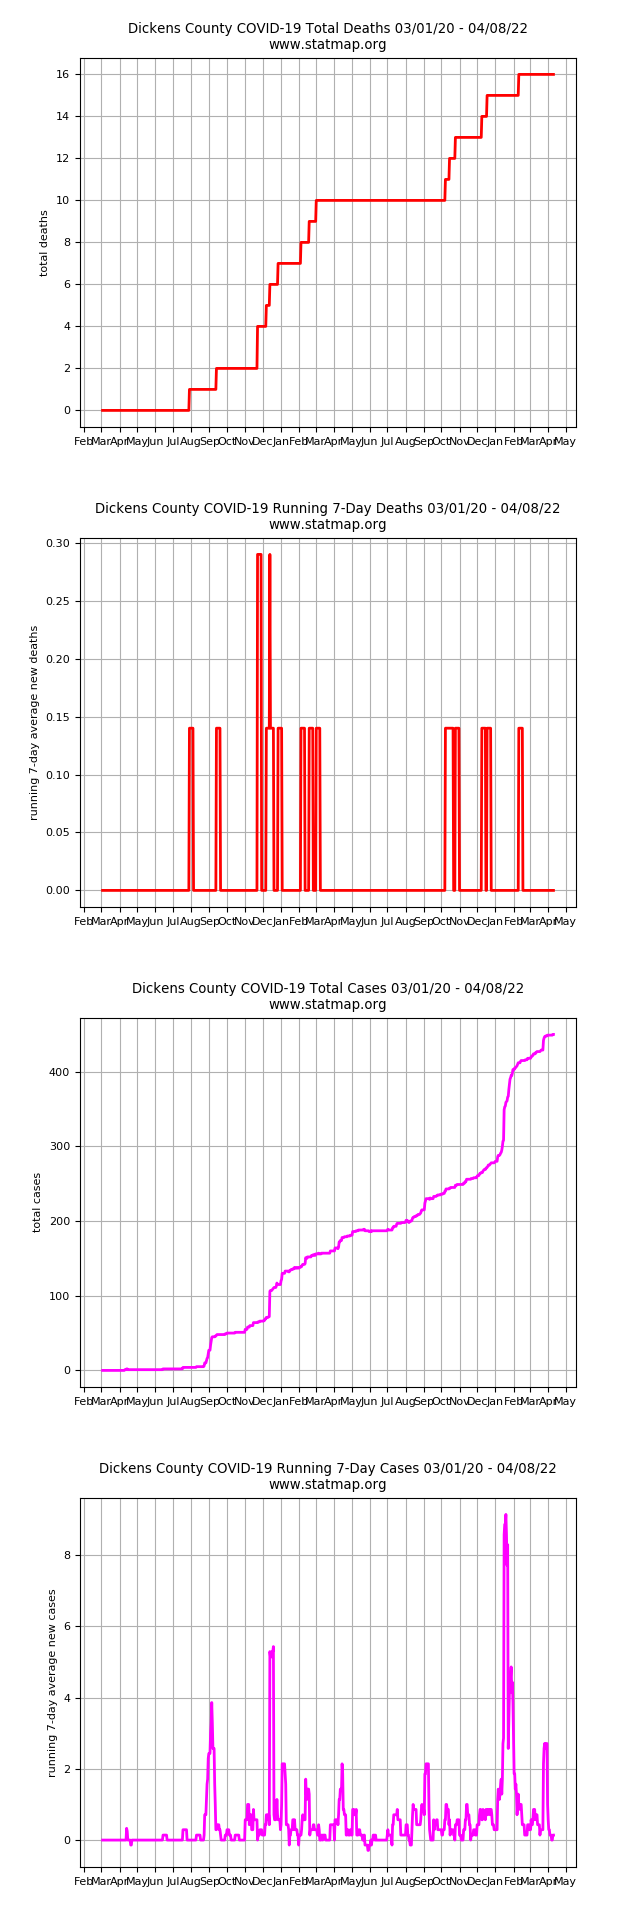 Dickens County COVID-19 Total Deaths 03/01/20 - 04/08/22
www.statmap.org
16
14
12
10
8
6
4
2
0
total deaths
Feb Mar Apr May Jun Jul Aug Sep Oct Nov Dec Jan Feb Mar Apr May Jun Jul Aug Sep Oct Nov Dec Jan Feb Mar Apr May
Dickens County COVID-19 Running 7-Day Deaths 03/01/20 - 04/08/22
www.statmap.org
0.30
0.25
0.20
0.15
0.10
0.05
0.00
running 7-day average new deaths
Feb Mar Apr May Jun Jul Aug Sep Oct Nov Dec Jan Feb Mar Apr May Jun Jul Aug Sep Oct Nov Dec Jan Feb Mar Apr May
Dickens County COVID-19 Total Cases 03/01/20 - 04/08/22
www.statmap.org
400
300
200
100
0
total cases
Feb Mar Apr May Jun Jul Aug Sep Oct Nov Dec Jan Feb Mar Apr May Jun Jul Aug Sep Oct Nov Dec Jan Feb Mar Apr May
Dickens County COVID-19 Running 7-Day Cases 03/01/20 - 04/08/22
www.statmap.org
8
6
4
2
0
running 7-day average new cases
Feb Mar Apr May Jun Jul Aug Sep Oct Nov Dec Jan Feb Mar Apr May Jun Jul Aug Sep Oct Nov Dec Jan Feb Mar Apr May